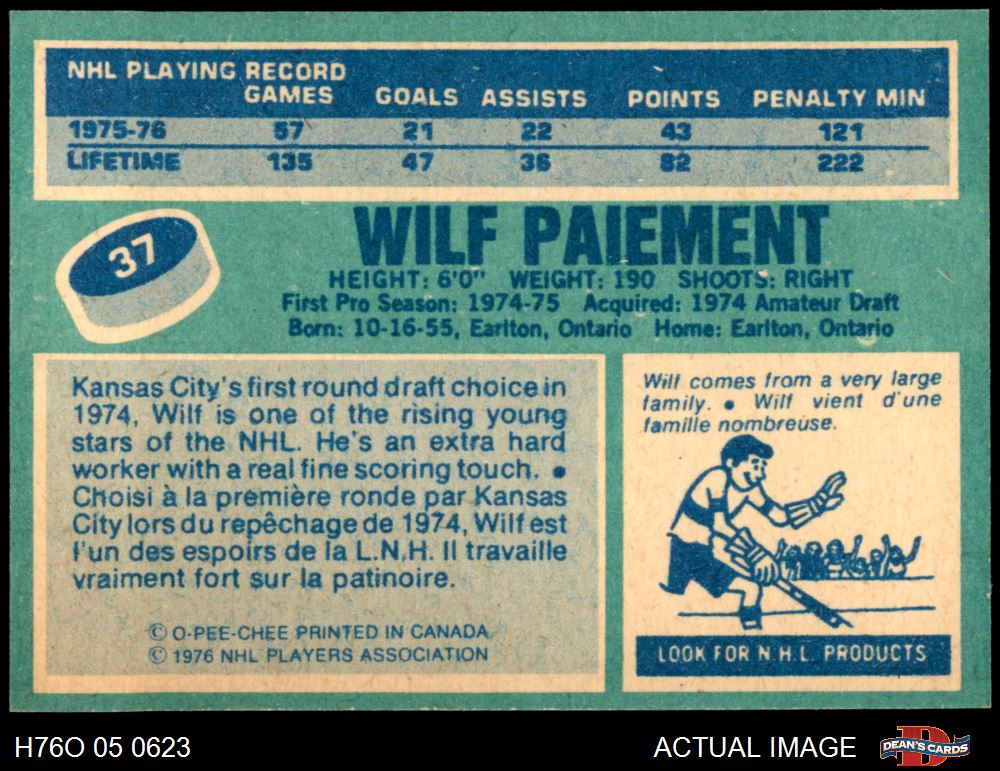 NHL PLAYING RECORD
GAMES GOALS ASSISTS POINTS PENALTY MIN
1975-76 57 21 22 43 121
LIFETIME 135 47 36 82 222
37
WILF PAIEMENT
HEIGHT: 6'0" WEIGHT: 190 SHOOTS: RIGHT
First Pro Season: 1974-75 Acquired: 1974 Amateur Draft
Born: 10-16-55, Earlton, Ontario Home: Earlton, Ontario
Kansas City's first round draft choice in
1974, Wilf is one of the rising young
stars of the NHL. He's an extra hard
worker with a real fine scoring touch. •
Choisi à la première ronde par Kansas
City lors du repêchage de 1974, Wilf est
l'un des espoirs de la L.N.H. Il travaille
vraiment fort sur la patinoire.
© O-PEE-CHEE PRINTED IN CANADA.
© 1976 NHL PLAYERS ASSOCIATION
Wilf comes from a very large
family. • Wilf vient d'une
famille nombreuse.
LOOK FOR N.H.L. PRODUCTS
H76O 05 0623
ACTUAL IMAGE
DEAN'S CARDS